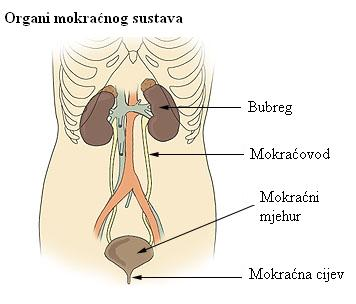 Organi mokraćnog sustava
Bubreg
Mokraćovod
Mokraćni
mjehur
Mokraćna cijev